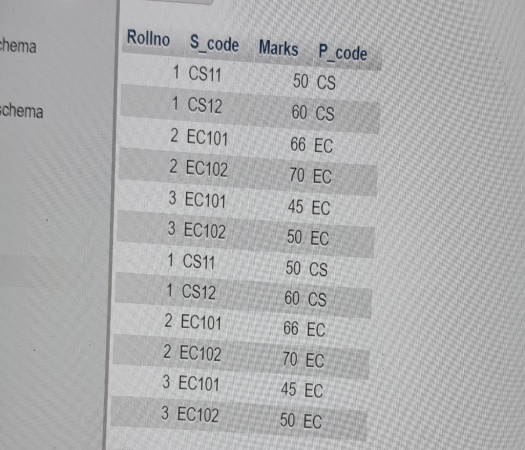 chema
schema
Rollno S_code Marks P_code
1 CS11 50 CS
1 CS12 60 CS
2 EC101 66 EC
2 EC102 70 EC
3 EC101 45 EC
3 EC102 50 EC
1 CS11 50 CS
1 CS12 60 CS
2 EC101 66 EC
2 EC102 70 EC
3 EC101 45 EC
3 EC102 50 EC